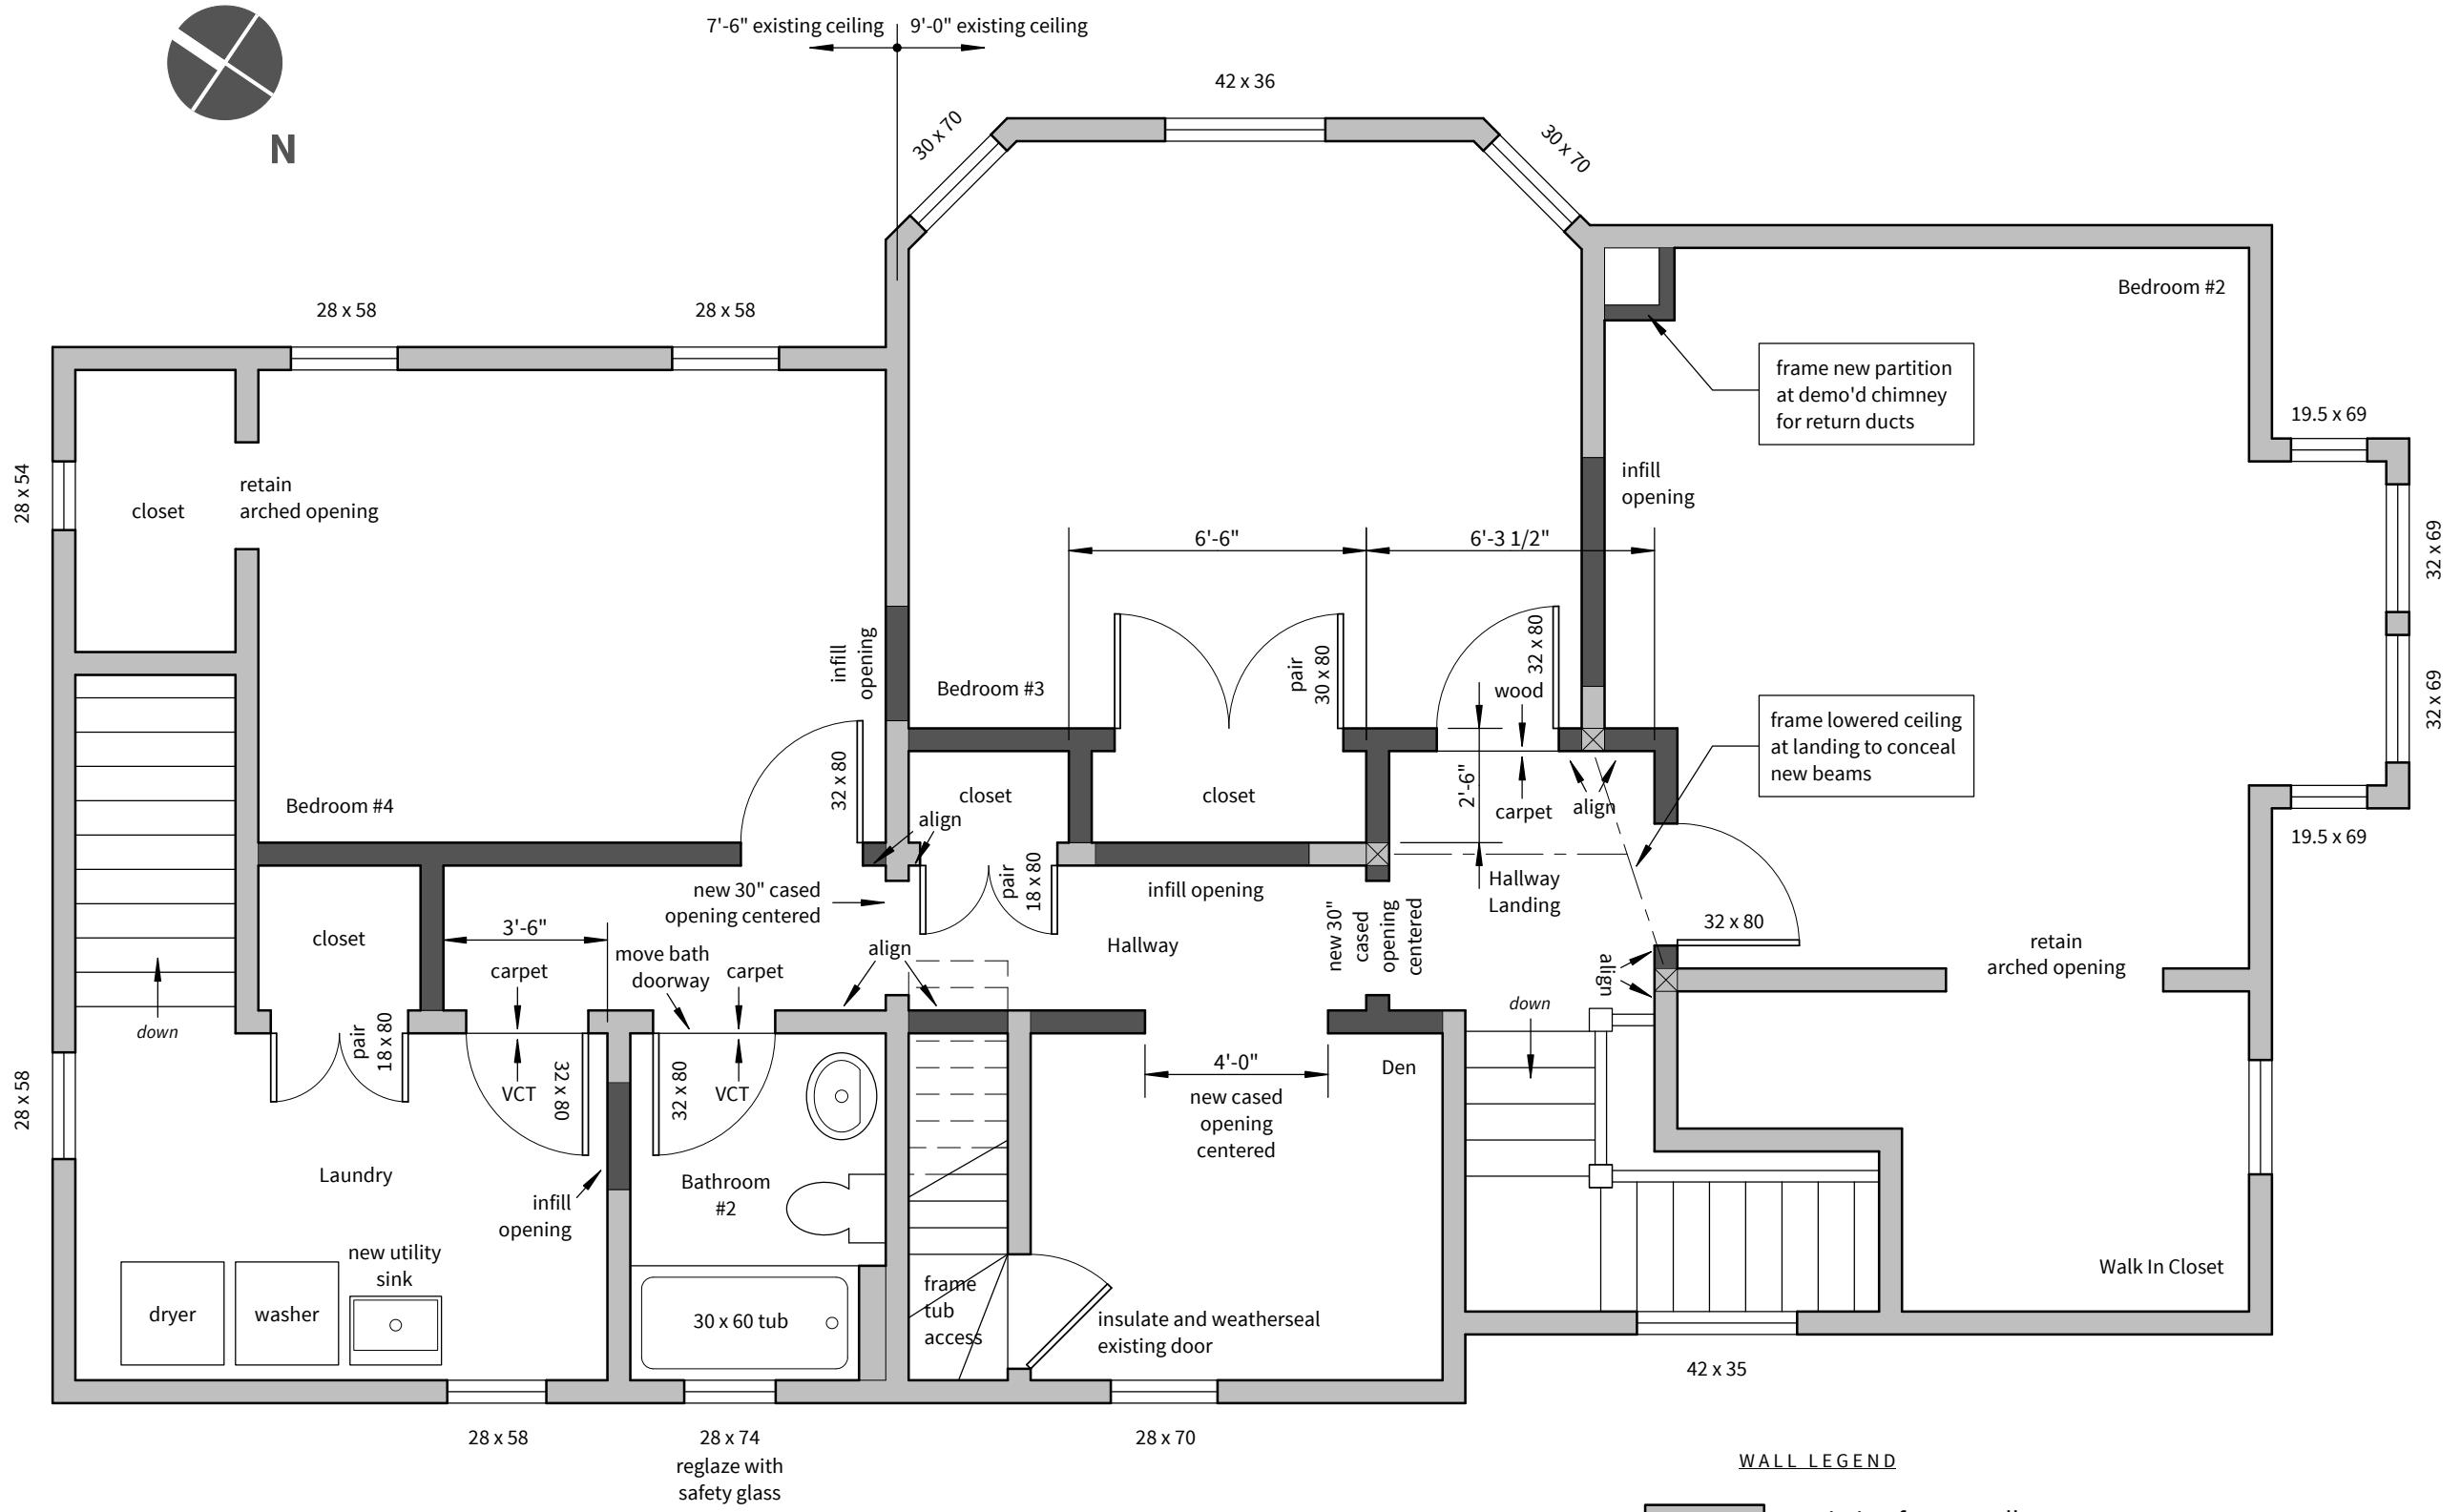 7'-6" existing ceiling
9'-0" existing ceiling
N
42 x 36
30 x 70
30 x 70
28 x 58
28 x 58
Bedroom #2
frame new partition
at demo'd chimney
for return ducts
19.5 x 69
28 x 54
closet
retain
arched opening
infill
opening
32 x 69
6'-6"
6'-3 1/2"
infill
opening
Bedroom #3
pair
30 x 80
32 x 80
wood
32 x 69
frame lowered ceiling
at landing to conceal
new beams
Bedroom #4
32 x 80
closet
closet
2'-6"
carpet
align
align
19.5 x 69
new 30" cased
opening centered
pair
18 x 80
infill opening
Hallway
Landing
new 30"
cased
opening
centered
32 x 80
closet
3'-6"
move bath
doorway
align
Hallway
retain
arched opening
carpet
carpet
align
down
down
pair
18 x 80
VCT
32 x 80
32 x 80
VCT
4'-0"
new cased
opening
centered
Den
28 x 58
Laundry
infill
opening
Bathroom
#2
new utility
sink
dryer
washer
30 x 60 tub
frame
tub
access
insulate and weatherseal
existing door
Walk In Closet
42 x 35
28 x 58
28 x 74
reglaze with
safety glass
28 x 70
WALL LEGEND